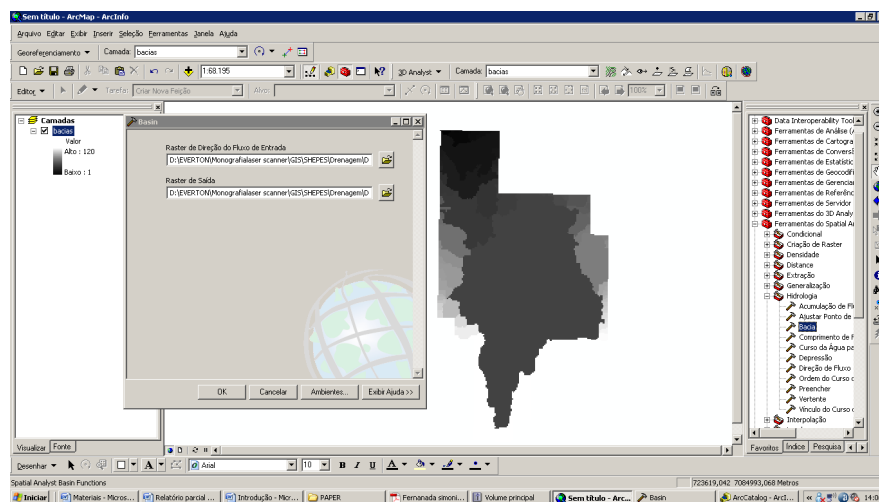 Sem título - ArcMap - ArcInfo
Arquivo Editar Exibir Inserir Seleção Ferramentas Janela Ajuda
Georeferenciamento Camada: bacias
1:68.195 3D Analyst Camada: bacias
Editor Tarefa: Criar Nova Feição Alvo: 100%
Camadas
bacias
Valor
Alto : 120
Baixo : 1
Basin
Raster de Direção do Fluxo de Entrada
D:\EVERTON\Monografialaser scanner\GIS\SHEPES\Drenagem\D
Raster de Saída
D:\EVERTON\Monografialaser scanner\GIS\SHEPES\Drenagem\D
OK Cancelar Ambientes... Exibir Ajuda >>
Data Interoperability Tool
Ferramentas de Análise (
Ferramentas de Cartogra
Ferramentas de Conversã
Ferramentas de Estatístic
Ferramentas de Geocodifi
Ferramentas de Gerenciar
Ferramentas de Referênc
Ferramentas de Servidor
Ferramentas do 3D Analy
Ferramentas do Spatial A
Condicional
Criação de Raster
Densidade
Distance
Extração
Generalização
Hidrologia
Acumulação de Fl
Ajustar Ponto de
Bacia
Comprimento de F
Curso da Água pa
Depressão
Direção de Fluxo
Ordem do Curso
Preencher
Vertente
Vínculo do Curso
Interpolação
Visualizar Fonte
Favoritos Índice Pesquisa
Desenhar A Arial 10 B I U A
Spatial Analyst Basin Functions 723619,042 7084993,068 Metros
Iniciar Materiais - Micros... Relatório parcial ... Introdução - Micr... PAPER Fernanada simoni... Volume principal Sem título - Arc... Basin ArcCatalog - ArcI... 14:0